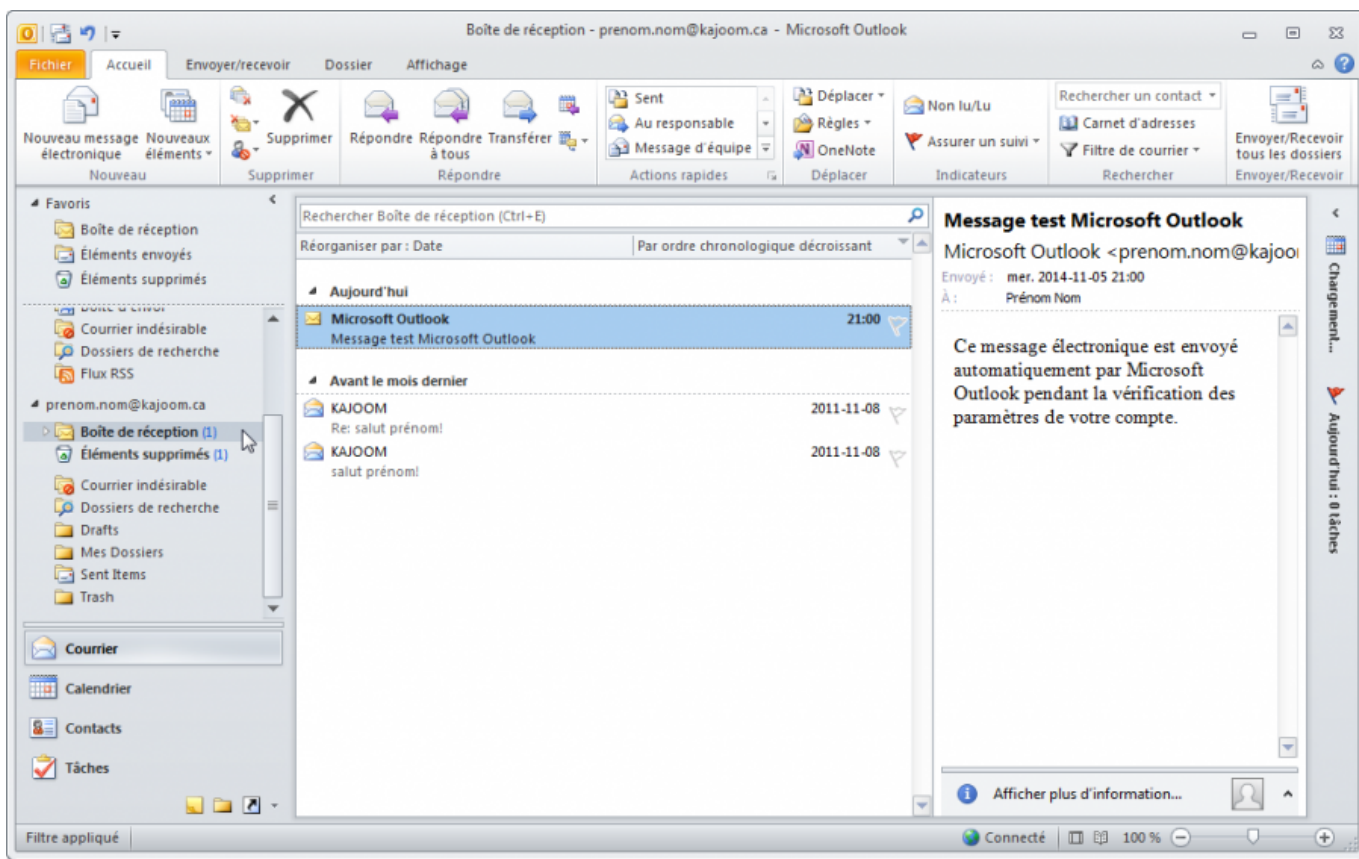 Boîte de réception - prenom.nom@kajoom.ca - Microsoft Outlook
Fichier Accueil Envoyer/recevoir Dossier Affichage
Nouveau message électronique
Nouveaux éléments
Nouveau
Supprimer
Supprimer
Répondre
Répondre à tous
Transférer
Répondre
Sent
Au responsable
Message d'équipe
Actions rapides
Déplacer
Règles
OneNote
Déplacer
Non lu/Lu
Assurer un suivi
Indicateurs
Rechercher un contact
Carnet d'adresses
Filtre de courrier
Rechercher
Envoyer/Recevoir
tous les dossiers
Envoyer/Recevoir
Favoris
Boîte de réception
Éléments envoyés
Éléments supprimés
Boîte d'envoi
Courrier indésirable
Dossiers de recherche
Flux RSS
prenom.nom@kajoom.ca
Boîte de réception (1)
Éléments supprimés (1)
Courrier indésirable
Dossiers de recherche
Drafts
Mes Dossiers
Sent Items
Trash
Courrier
Calendrier
Contacts
Tâches
Rechercher Boîte de réception (Ctrl+E)
Réorganiser par : Date Par ordre chronologique décroissant
Aujourd'hui
Microsoft Outlook 21:00
Message test Microsoft Outlook
Avant le mois dernier
KAJOOM 2011-11-08
Re: salut prénom!
KAJOOM 2011-11-08
salut prénom!
Message test Microsoft Outlook
Microsoft Outlook <prenom.nom@kajoo
Envoyé : mer. 2014-11-05 21:00
À : Prénom Nom
Ce message électronique est envoyé
automatiquement par Microsoft
Outlook pendant la vérification des
paramètres de votre compte.
Afficher plus d'information...
Chargement...
Aujourd'hui : 0 tâches
Filtre appliqué
Connecté
100 %